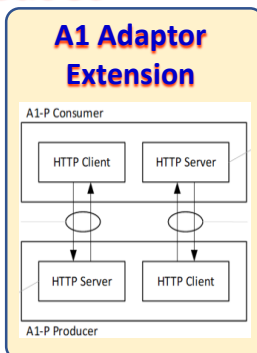 A1 Adaptor
Extension
A1-P Consumer
HTTP Client
HTTP Server
HTTP Server
HTTP Client
A1-P Producer